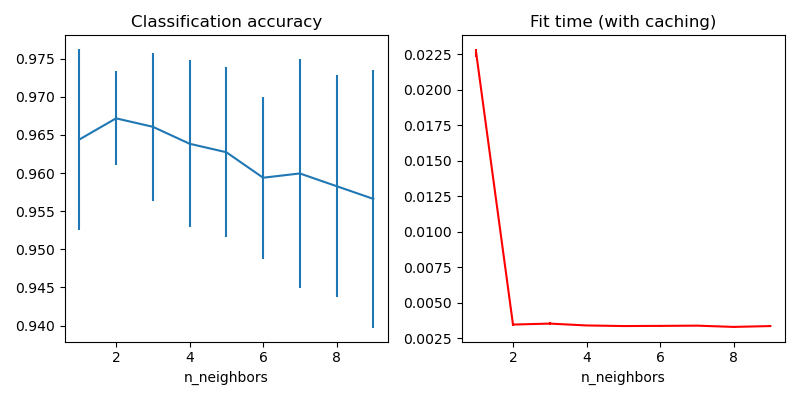 Classification accuracy
0.975
0.970
0.965
0.960
0.955
0.950
0.945
0.940
2 4 6 8
n_neighbors
Fit time (with caching)
0.0225
0.0200
0.0175
0.0150
0.0125
0.0100
0.0075
0.0050
0.0025
2 4 6 8
n_neighbors